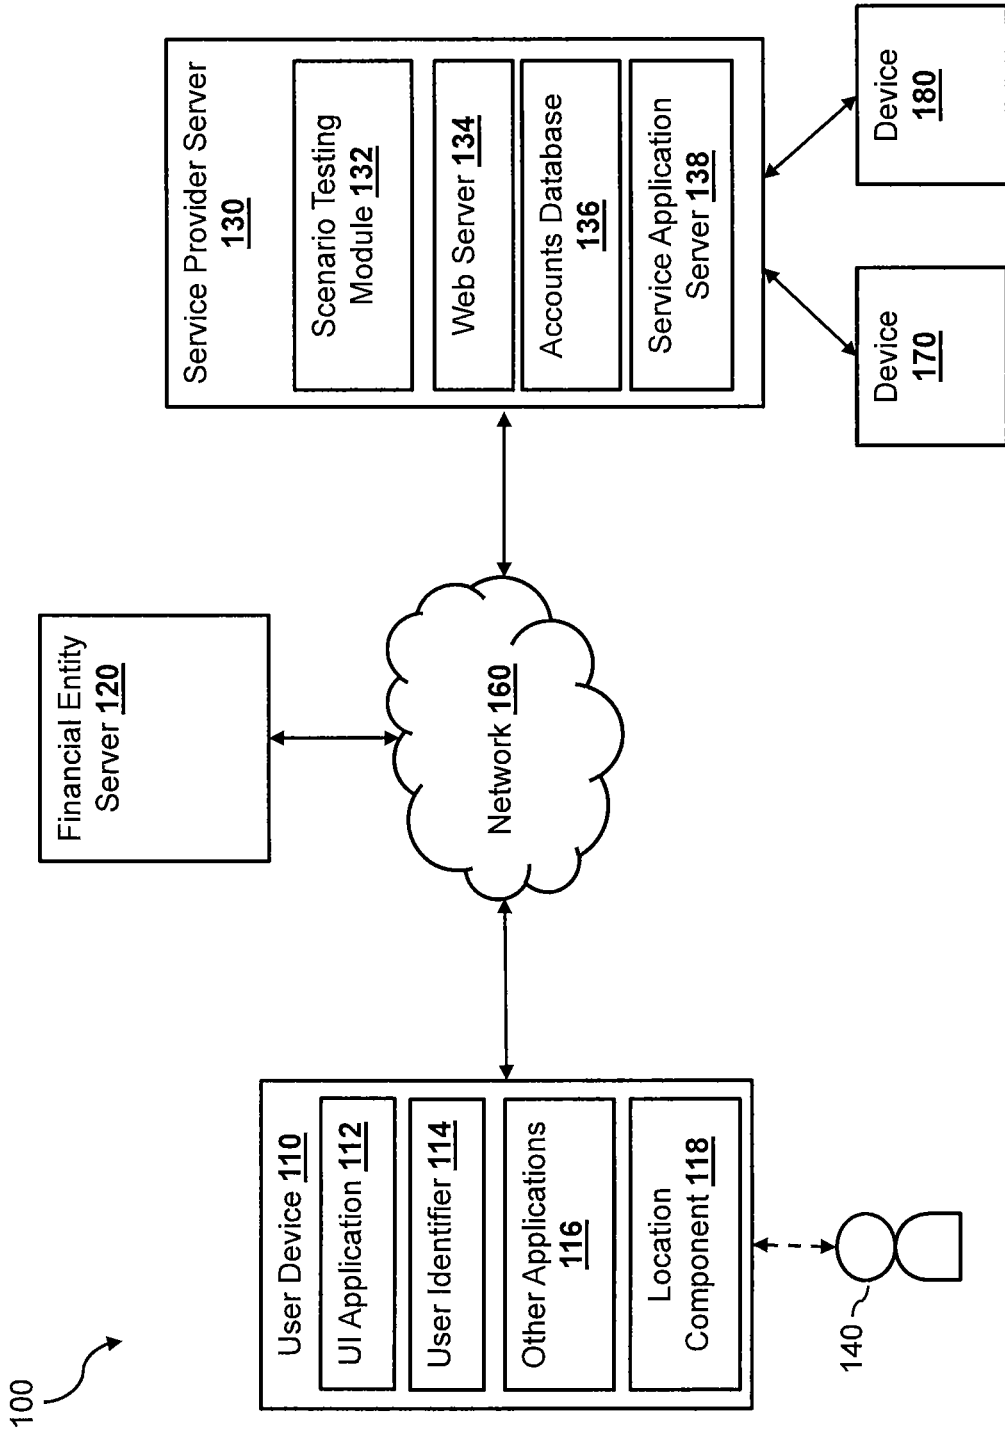 100
User Device 110
UI Application 112
User Identifier 114
Other Applications
116
Location
Component 118
140
Financial Entity
Server 120
Network 160
Service Provider Server
130
Scenario Testing
Module 132
Web Server 134
Accounts Database
136
Service Application
Server 138
Device
170
Device
180